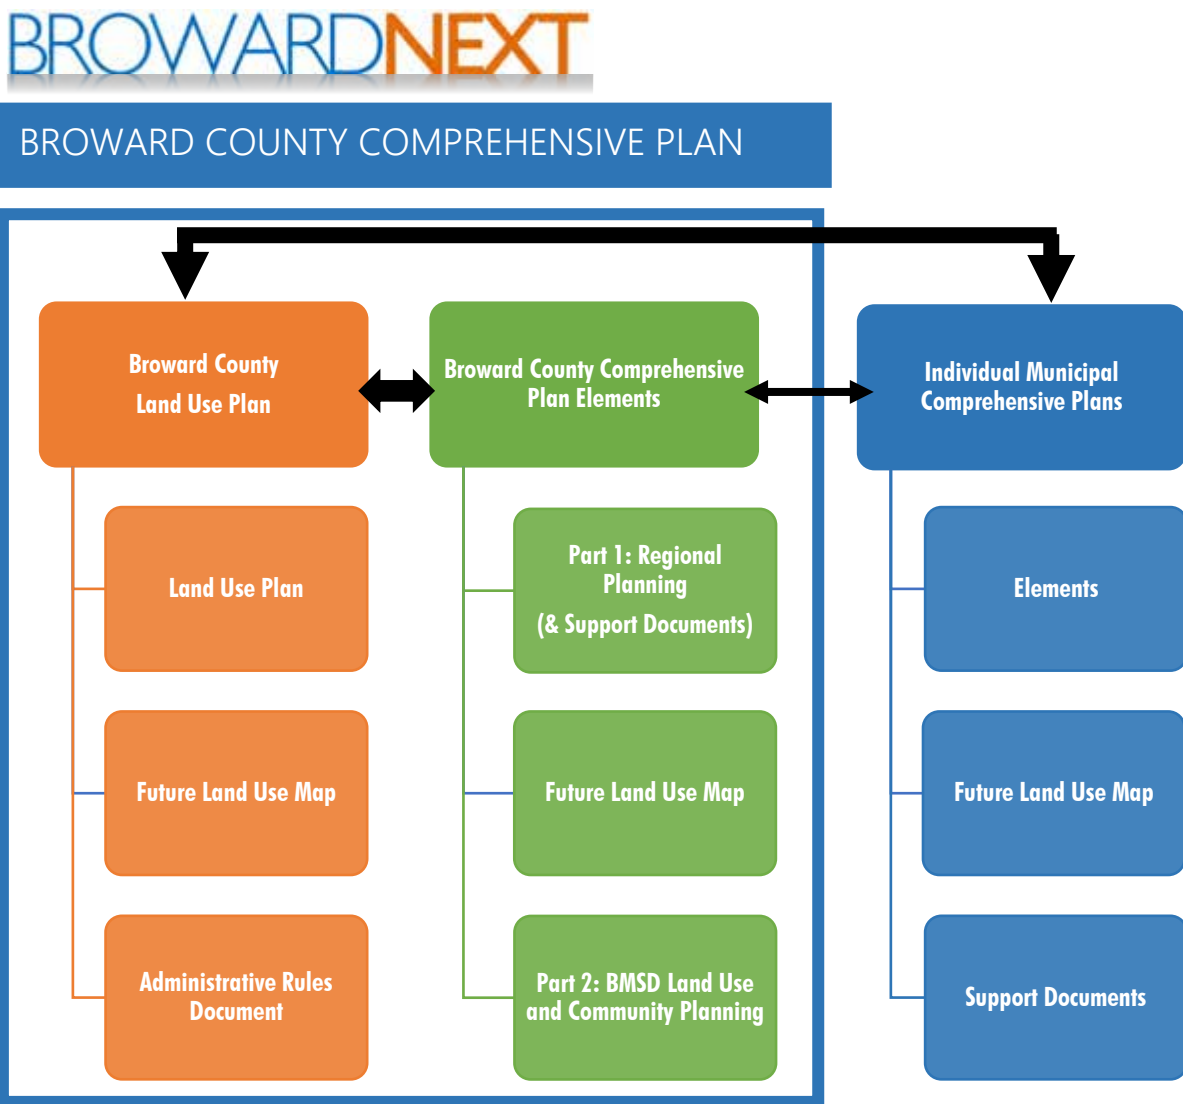 BROWARDNEXT
BROWARD COUNTY COMPREHENSIVE PLAN
Broward County
Land Use Plan
Broward County Comprehensive
Plan Elements
Individual Municipal
Comprehensive Plans
Land Use Plan
Part 1: Regional
Planning
(& Support Documents)
Elements
Future Land Use Map
Future Land Use Map
Future Land Use Map
Administrative Rules
Document
Part 2: BMSD Land Use
and Community Planning
Support Documents